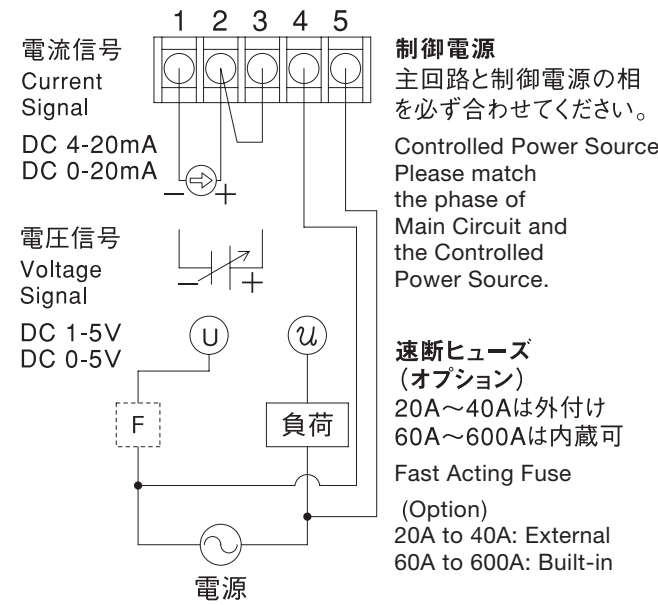 1 2 3 4 5
電流信号
Current
Signal
DC 4-20mA
DC 0-20mA
− +
電圧信号
Voltage
Signal
− +
DC 1-5V
DC 0-5V
U u
F
負荷
電源
制御電源
主回路と制御電源の相
を必ず合わせてください。
Controlled Power Source
Please match
the phase of
Main Circuit and
the Controlled
Power Source.
速断ヒューズ
(オプション)
20A～40Aは外付け
60A～600Aは内蔵可
Fast Acting Fuse
(Option)
20A to 40A: External
60A to 600A: Built-in